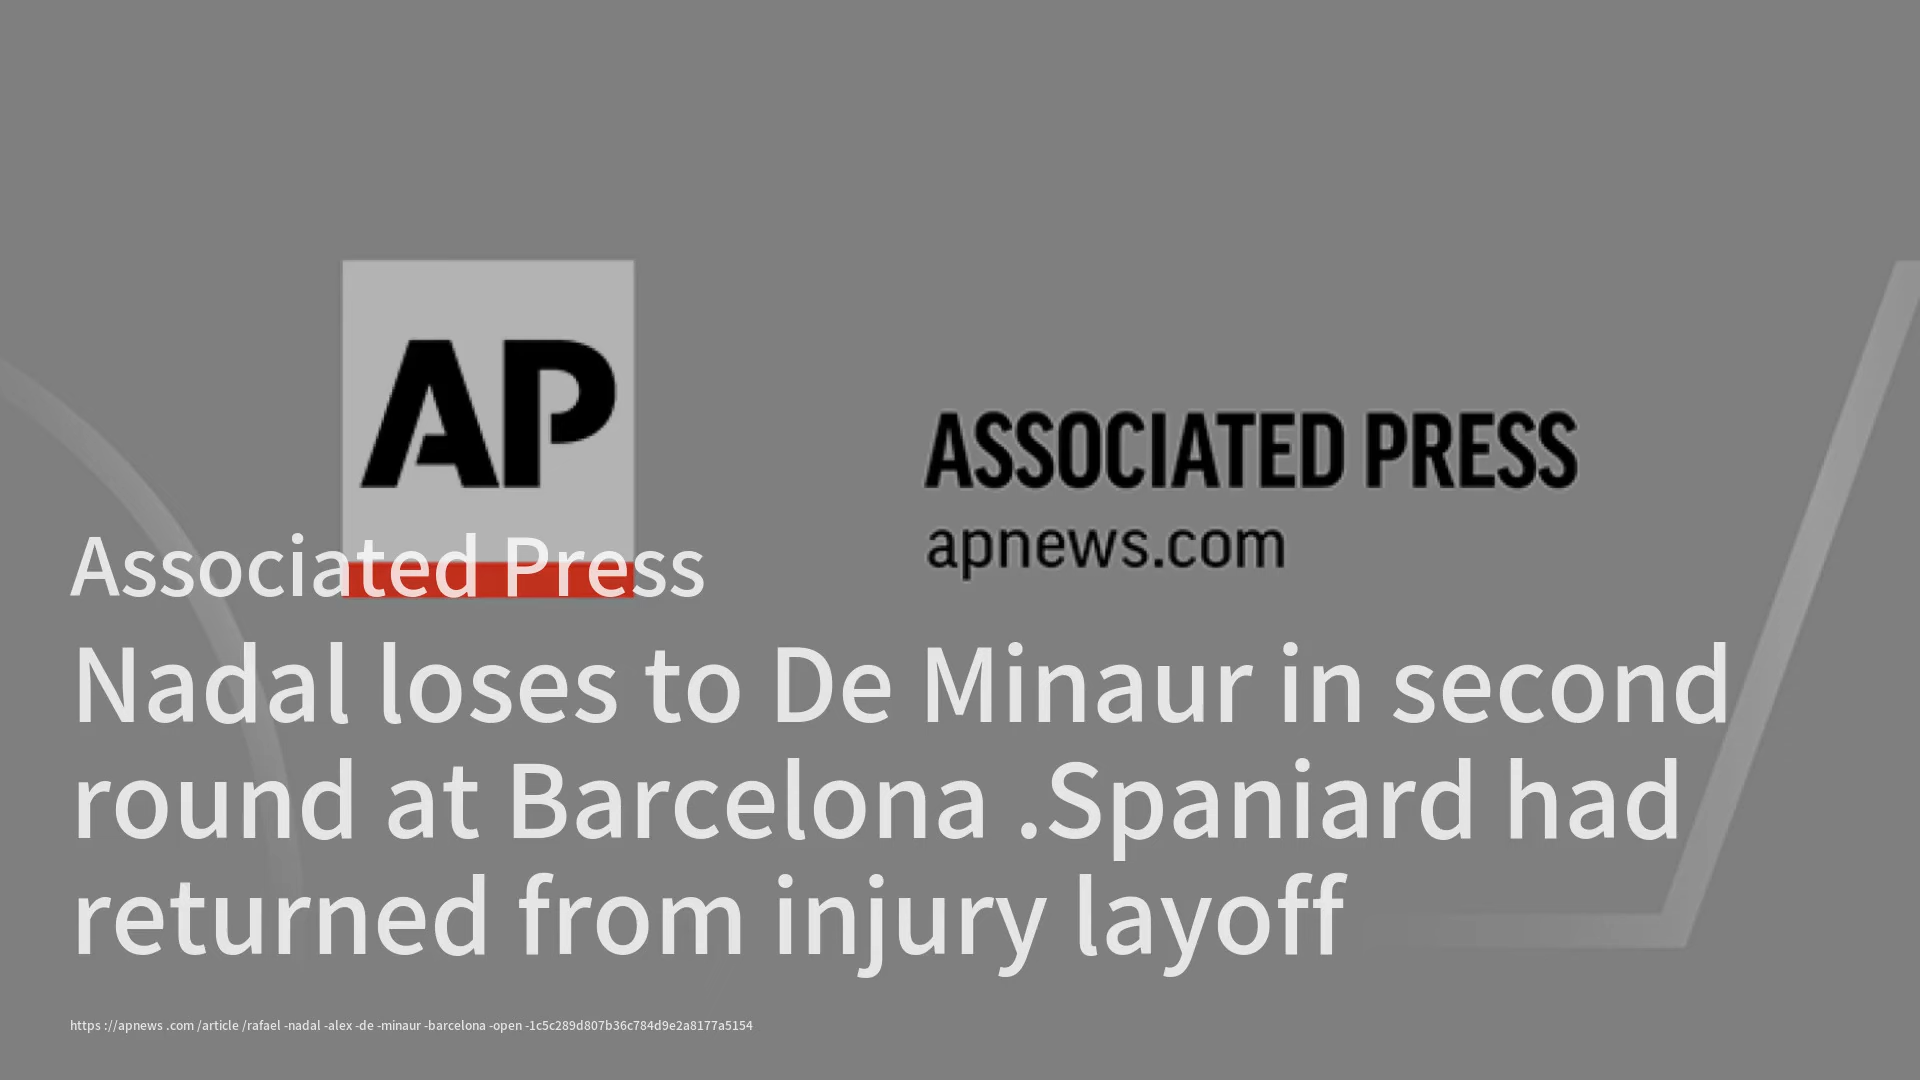 AP
ASSOCIATED PRESS
apnews.com
Associated Press
Nadal loses to De Minaur in second
round at Barcelona .Spaniard had
returned from injury layoff
https ://apnews .com /article /rafael -nadal -alex -de -minaur -barcelona -open -1c5c289d807b36c784d9e2a8177a5154